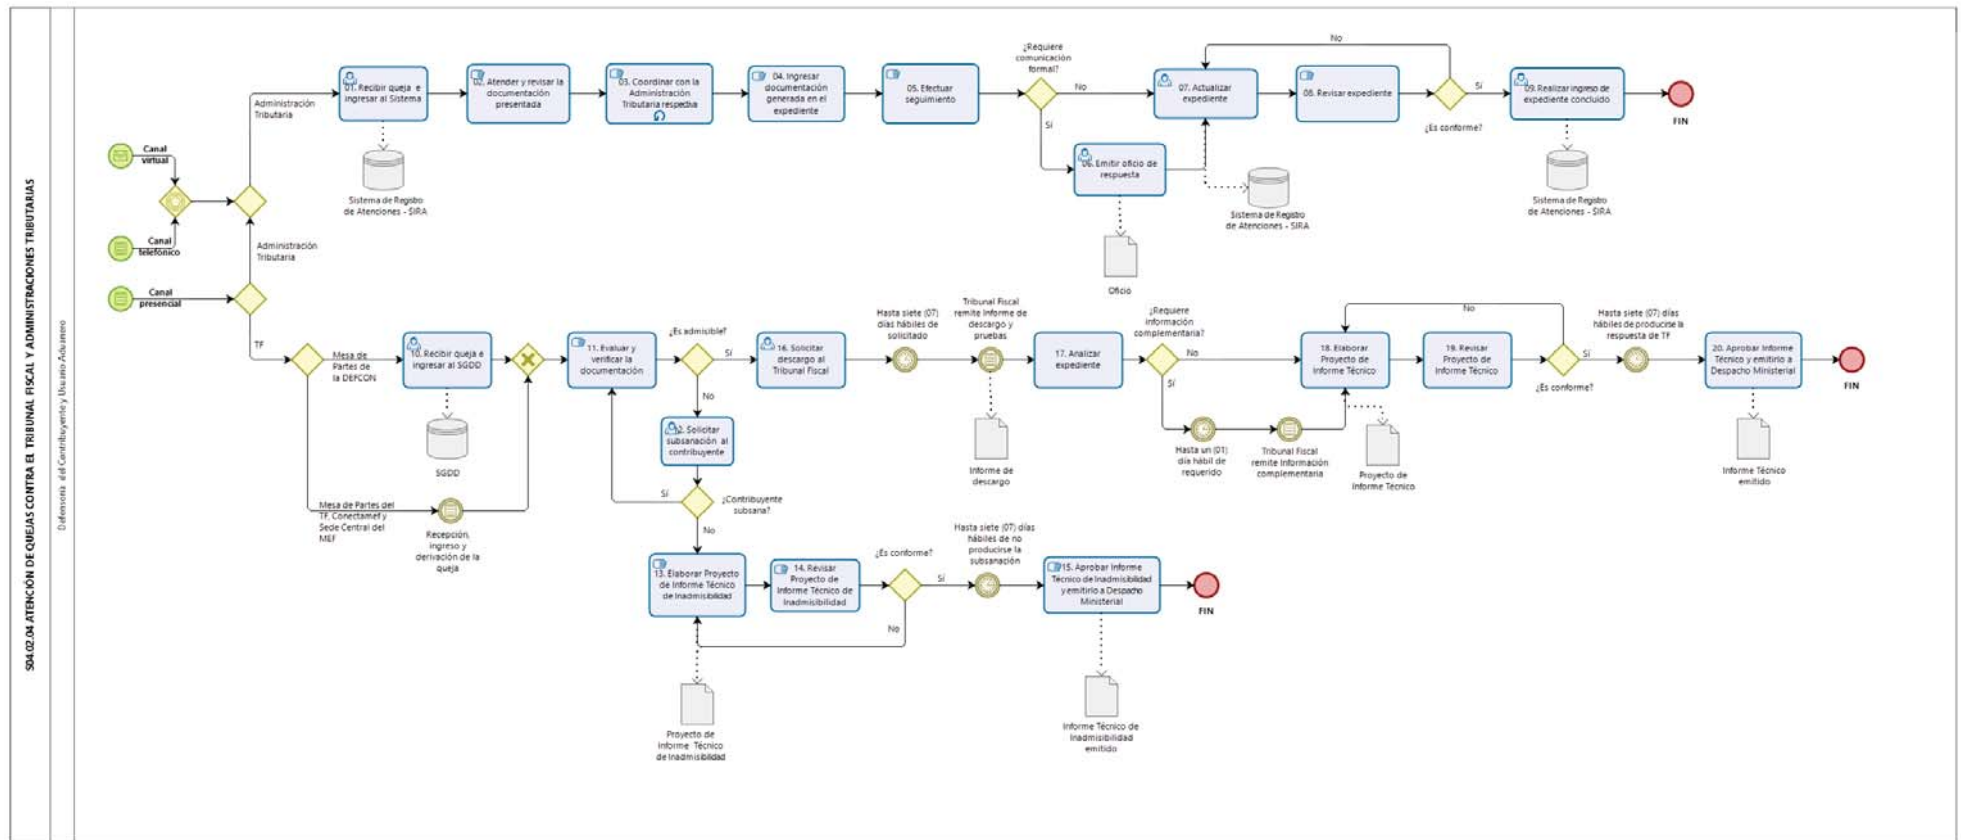 S04.02.04 ATENCIÓN DE QUEJAS CONTRA EL TRIBUNAL FISCAL Y ADMINISTRACIONES TRIBUTARIAS
Defensoría del Contribuyente y Usuario Aduanero
Canal
virtual
Canal
telefónico
Canal
presencial
Administración
Tributaria
Administración
Tributaria
TF
01. Recibir queja e
ingresar al Sistema
Sistema de Registro
de Atenciones - SIRA
02. Atender y revisar la
documentación
presentada
03. Coordinar con la
Administración
Tributaria respectiva
04. Ingresar
documentación
generada en el
expediente
05. Efectuar
seguimiento
¿Requiere
comunicación
formal?
No
Sí
06. Emitir oficio de
respuesta
Oficio
07. Actualizar
expediente
Sistema de Registro
de Atenciones - SIRA
08. Revisar expediente
No
Sí
¿Es conforme?
09. Realizar ingreso de
expediente concluido
Sistema de Registro
de Atenciones - SIRA
FIN
Mesa de
Partes de
la DEFCON
10. Recibir queja e
ingresar al SGDD
SGDD
Mesa de Partes del
TF, Conectamef y
Sede Central del
MEF
Recepción,
ingreso y
derivación de la
queja
11. Evaluar y
verificar la
documentación
¿Es admisible?
Sí
No
12. Solicitar
subsanación al
contribuyente
Sí
¿Contribuyente
subsana?
No
13. Elaborar Proyecto
de Informe Técnico
de Inadmisibilidad
Proyecto de
Informe Técnico
de Inadmisibilidad
14. Revisar
Proyecto de
Informe Técnico de
Inadmisibilidad
¿Es conforme?
Sí
No
Hasta siete (07) días
hábiles de no
producirse la
subsanación
15. Aprobar Informe
Técnico de Inadmisibilidad
y emitirlo a Despacho
Ministerial
Informe Técnico de
Inadmisibilidad
emitido
FIN
16. Solicitar
descargo al
Tribunal Fiscal
Hasta siete (07)
días hábiles de
solicitado
Tribunal Fiscal
remite Informe de
descargo y
pruebas
Informe de
descargo
17. Analizar
expediente
¿Requiere
información
complementaria?
No
Sí
Hasta un (01)
día hábil de
requerido
Tribunal Fiscal
remite Información
complementaria
18. Elaborar
Proyecto de
Informe Técnico
Proyecto de
Informe Técnico
19. Revisar
Proyecto de
Informe Técnico
No
Sí
¿Es conforme?
Hasta siete (07) días
hábiles de producirse la
respuesta de TF
20. Aprobar Informe
Técnico y emitirlo a
Despacho Ministerial
Informe Técnico
emitido
FIN